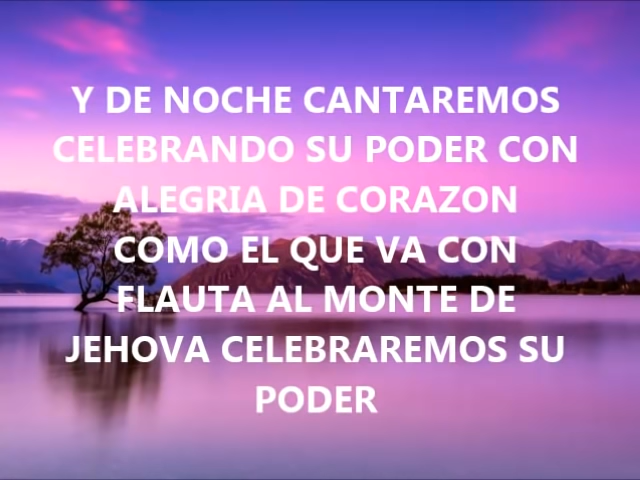 Y DE NOCHE CANTAREMOS
CELEBRANDO SU PODER CON
ALEGRIA DE CORAZON
COMO EL QUE VA CON
FLAUTA AL MONTE DE
JEHOVA CELEBRAREMOS SU
PODER